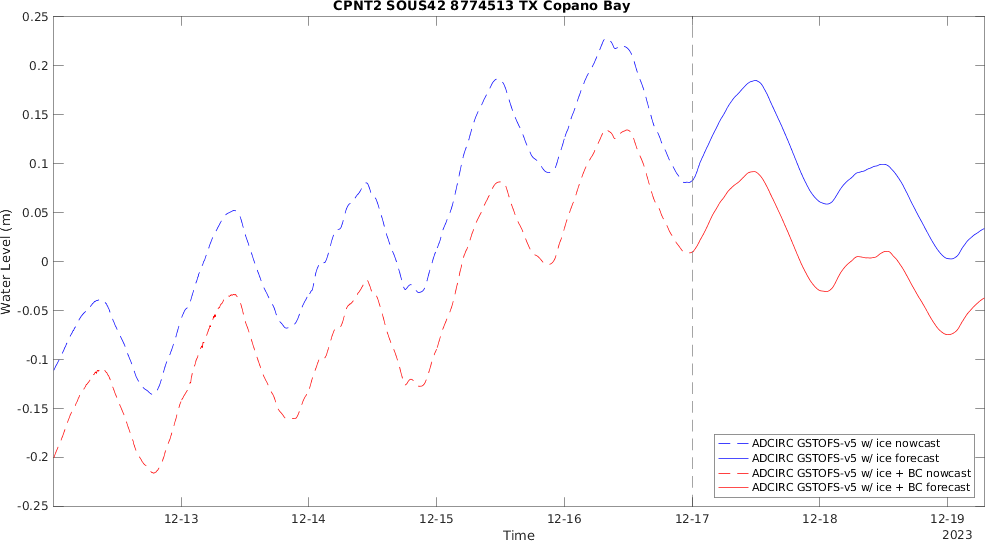 CPNT2 SOUS42 8774513 TX Copano Bay
0.25
0.2
0.15
0.1
0.05
0
-0.05
-0.1
-0.15
-0.2
-0.25
Water Level (m)
ADCIRC GSTOFS-v5 w/ ice nowcast
ADCIRC GSTOFS-v5 w/ ice forecast
ADCIRC GSTOFS-v5 w/ ice + BC nowcast
ADCIRC GSTOFS-v5 w/ ice + BC forecast
12-13 12-14 12-15 12-16 12-17 12-18 12-19
Time
2023